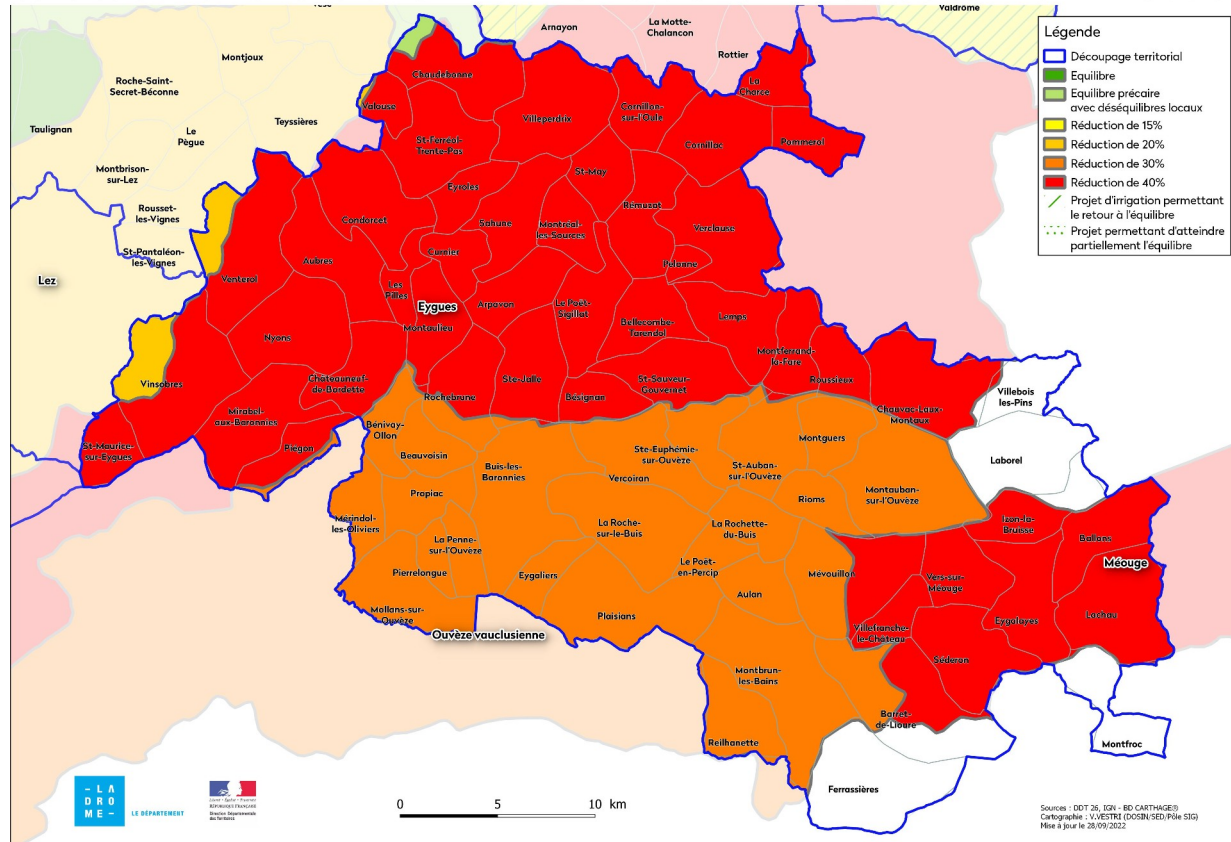 Vesc
Valdrome
Arnayon
La Motte-
Chalancon
Rottier
Montjoux
Roche-Saint-
Secret-Béconne
Taulignan
Le
Pègue
Teyssières
Montbrison-
sur-Lez
Rousset-
les-Vignes
St-Pantaléon-
les-Vignes
Lez
Chaudebonne
Valouse
Villeperdrix
Cornillon-
sur-l'Oule
La
Charce
St-Ferréol-
Trente-Pas
Cornillac
Pommerol
Eyroles
St-May
Rémuzat
Condorcet
Sahune
Montréal-
les-Sources
Verclause
Aubres
Curnier
Pelonne
Venterol
Les
Pilles
Eygues
Arpavon
Le Poët-
Sigillat
Lemps
Nyons
Montaulieu
Bellecombe-
Tarendol
Montferrand-
la-Fare
Vinsobres
Châteauneuf-
de-Bordette
Ste-Jalle
St-Sauveur-
Gouvernet
Roussieux
Rochebrune
Bésignan
Villebois
les-Pins
Mirabel-
aux-Baronnies
Chauvac-Laux-
Montaux
St-Maurice-
sur-Eygues
Piégon
Bénivay-
Ollon
Beauvoisin
Buis-les-
Baronnies
Ste-Euphémie-
sur-Ouvèze
Montguers
Laborel
Vercoiran
St-Auban-
sur-l'Ouvèze
Propiac
Rioms
Montauban-
sur-l'Ouvèze
Mérindol-
les-Oliviers
La Roche-
sur-le-Buis
La Rochette-
du-Buis
Izon-la-
Bruisse
Ballons
La Penne-
sur-l'Ouvèze
Le Poët-
en-Percip
Mévouillon
Méouge
Pierrelongue
Eygaliers
Vers-sur-
Méouge
Aulan
Mollans-sur-
Ouvèze
Plaisians
Eygalayes
Lachau
Ouvèze vauclusienne
Villefranche-
le-Château
Séderon
Montbrun-
les-Bains
Barret-
de-Lioure
Reilhanette
Montfroc
Ferrassières
Légende
Découpage territorial
Equilibre
Equilibre précaire
avec déséquilibres locaux
Réduction de 15%
Réduction de 20%
Réduction de 30%
Réduction de 40%
Projet d'irrigation permettant
le retour à l'équilibre
Projet permettant d'atteindre
partiellement l'équilibre
– LA
DRO
ME –
LE DÉPARTEMENT
Liberté • Égalité • Fraternité
RÉPUBLIQUE FRANÇAISE
Direction Départementale
des Territoires
0 5 10 km
Sources : DDT 26, IGN - BD CARTHAGE®
Cartographie : V.VESTRI (DOSIN/SED/Pôle SIG)
Mise à jour le 28/09/2022